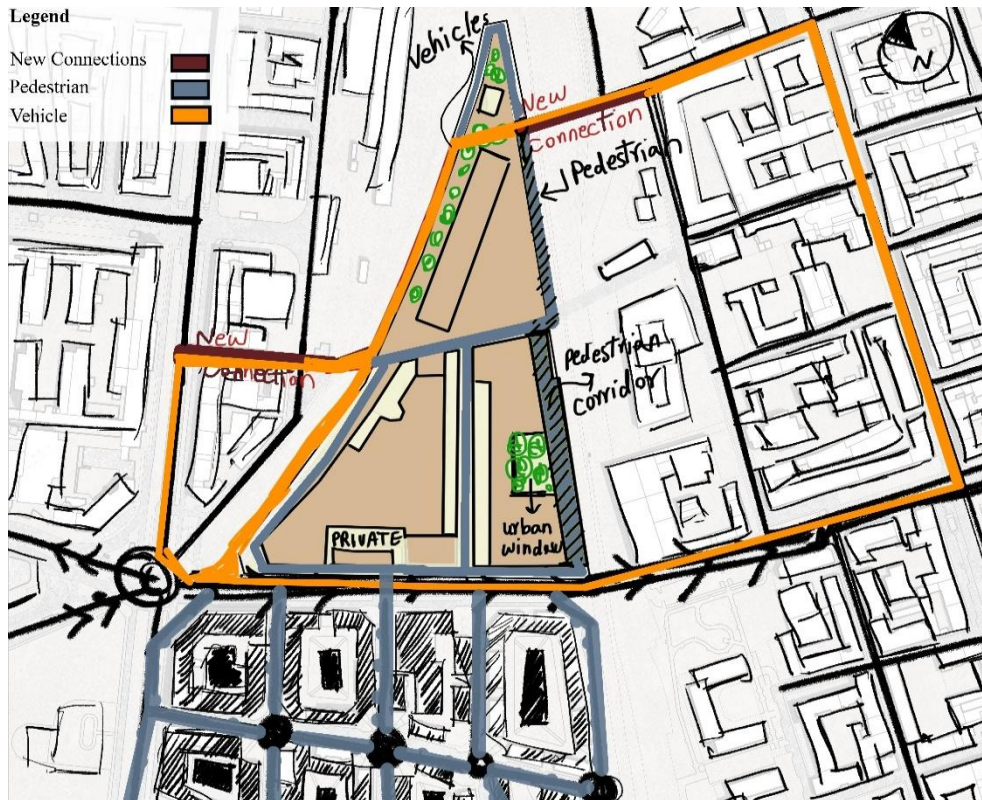 Legend
New Connections
Pedestrian
Vehicle
Vehicles
N
New
Connection
Pedestrian
New
Connection
pedestrian
corridor
urban
window
PRIVATE